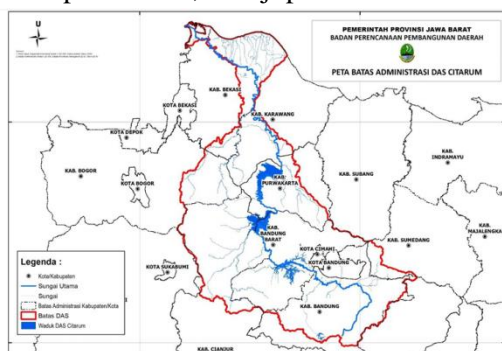 U
PEMERINTAH PROVINSI JAWA BARAT
BADAN PERENCANAAN PEMBANGUNAN DAERAH
PETA BATAS ADMINISTRASI DAS CITARUM
KAB. BEKASI
KOTA BEKASI
KAB. KARAWANG
KOTA DEPOK
KAB. BOGOR
KOTA BOGOR
KAB. SUBANG
KAB. INDRAMAYU
KAB. PURWAKARTA
KAB. BANDUNG BARAT
KOTA CIMAHI
KOTA BANDUNG
KAB. SUMEDANG
KAB. MAJALENGKA
KOTA SUKABUMI
KAB. BANDUNG
KAB. CIANJUR
Legenda :
Kota/Kabupaten
Sungai Utama
Sungai
Batas Administrasi Kabupaten/Kota
Batas DAS
Waduk DAS Citarum